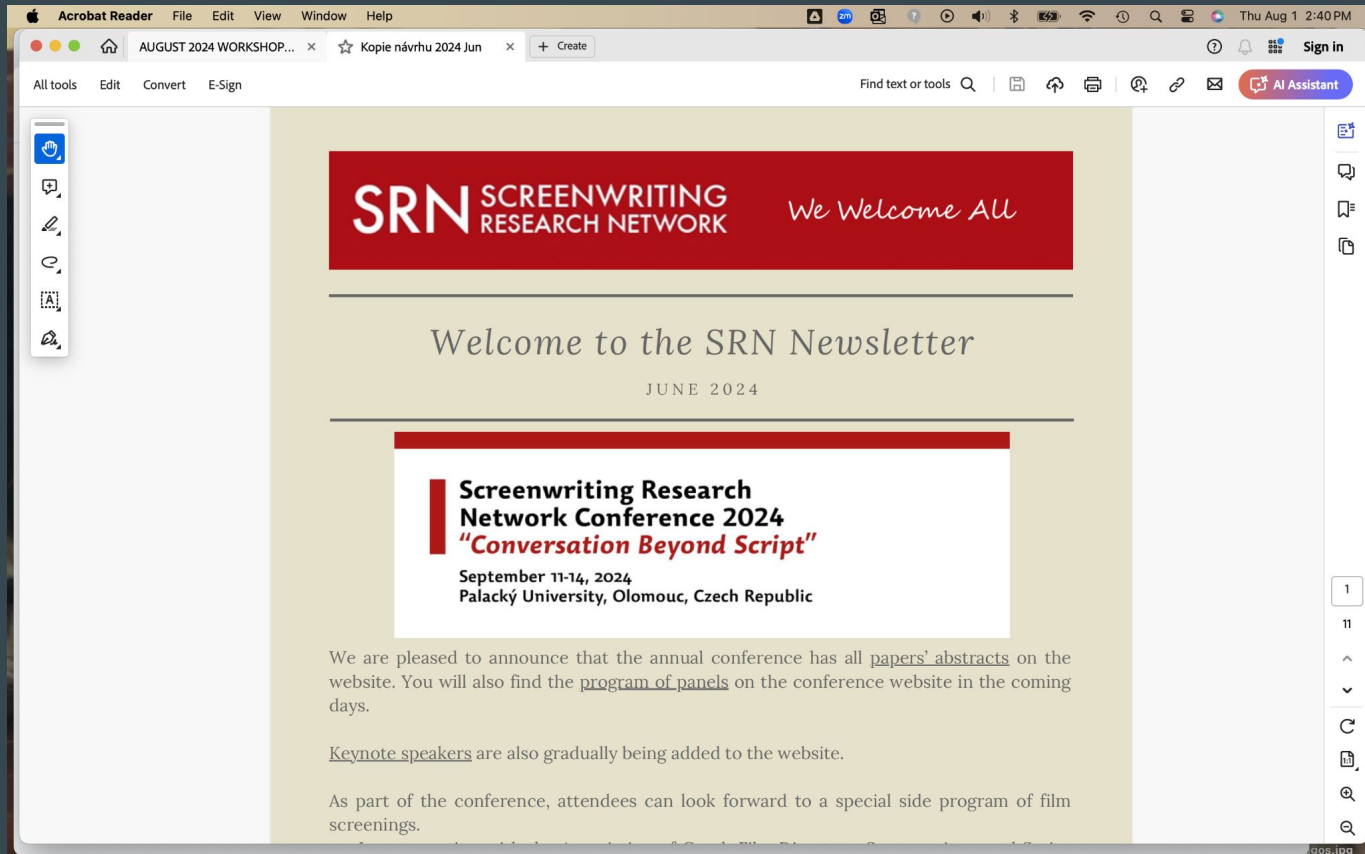 Acrobat Reader File Edit View Window Help
Thu Aug 1 2:40 PM
AUGUST 2024 WORKSHOP... × Kopie návrhu 2024 Jun × + Create
Sign in
All tools Edit Convert E-Sign
Find text or tools
AI Assistant
SRN SCREENWRITING
RESEARCH NETWORK
We Welcome All
Welcome to the SRN Newsletter
JUNE 2024
Screenwriting Research
Network Conference 2024
“Conversation Beyond Script”
September 11-14, 2024
Palacký University, Olomouc, Czech Republic
We are pleased to announce that the annual conference has all papers’ abstracts on the
website. You will also find the program of panels on the conference website in the coming
days.
Keynote speakers are also gradually being added to the website.
As part of the conference, attendees can look forward to a special side program of film
screenings.
1
11